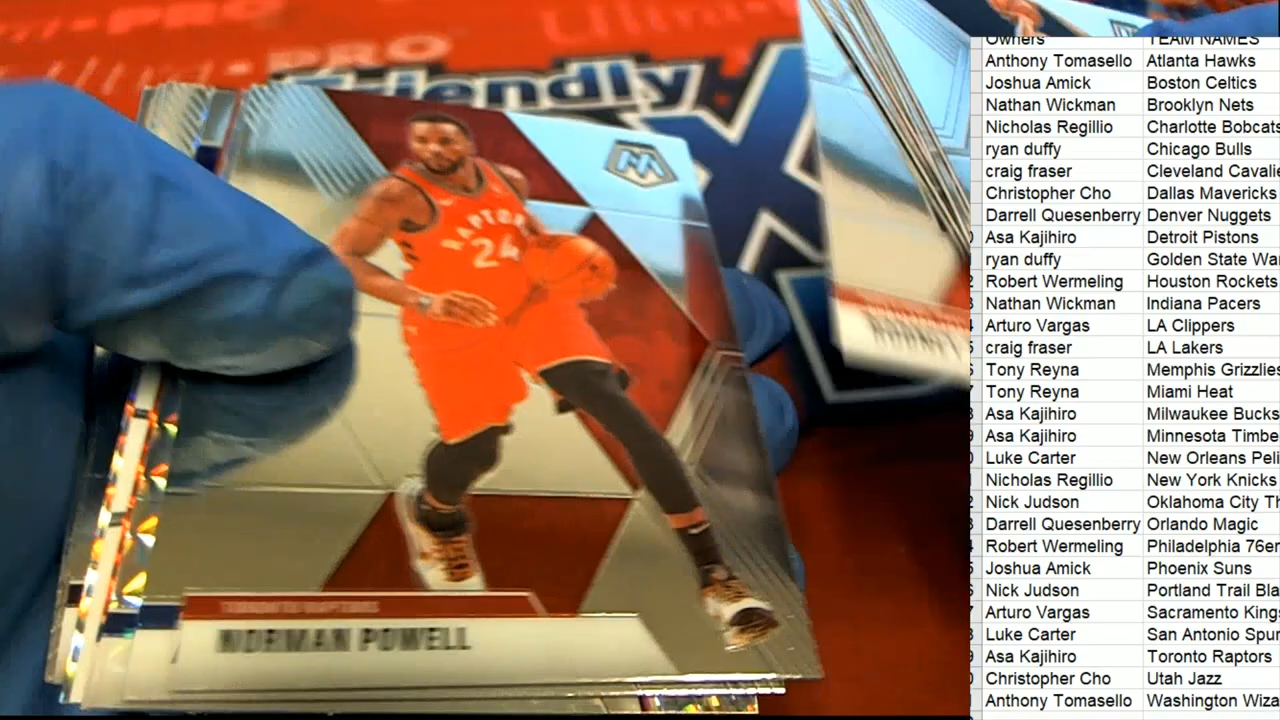 PRO
Ultra-PRO
Friendly
X
RAPTORS
24
TORONTO RAPTORS
NORMAN POWELL
Owners TEAM NAMES
Anthony Tomasello Atlanta Hawks
Joshua Amick Boston Celtics
Nathan Wickman Brooklyn Nets
Nicholas Regillio Charlotte Bobcats
ryan duffy Chicago Bulls
craig fraser Cleveland Cavalie
Christopher Cho Dallas Mavericks
Darrell Quesenberry Denver Nuggets
Asa Kajihiro Detroit Pistons
ryan duffy Golden State Wa
Robert Wermeling Houston Rockets
Nathan Wickman Indiana Pacers
Arturo Vargas LA Clippers
craig fraser LA Lakers
Tony Reyna Memphis Grizzlies
Tony Reyna Miami Heat
Asa Kajihiro Milwaukee Bucks
Asa Kajihiro Minnesota Timbe
Luke Carter New Orleans Peli
Nicholas Regillio New York Knicks
Nick Judson Oklahoma City Th
Darrell Quesenberry Orlando Magic
Robert Wermeling Philadelphia 76er
Joshua Amick Phoenix Suns
Nick Judson Portland Trail Bla
Arturo Vargas Sacramento Kings
Luke Carter San Antonio Spur
Asa Kajihiro Toronto Raptors
Christopher Cho Utah Jazz
Anthony Tomasello Washington Wiza